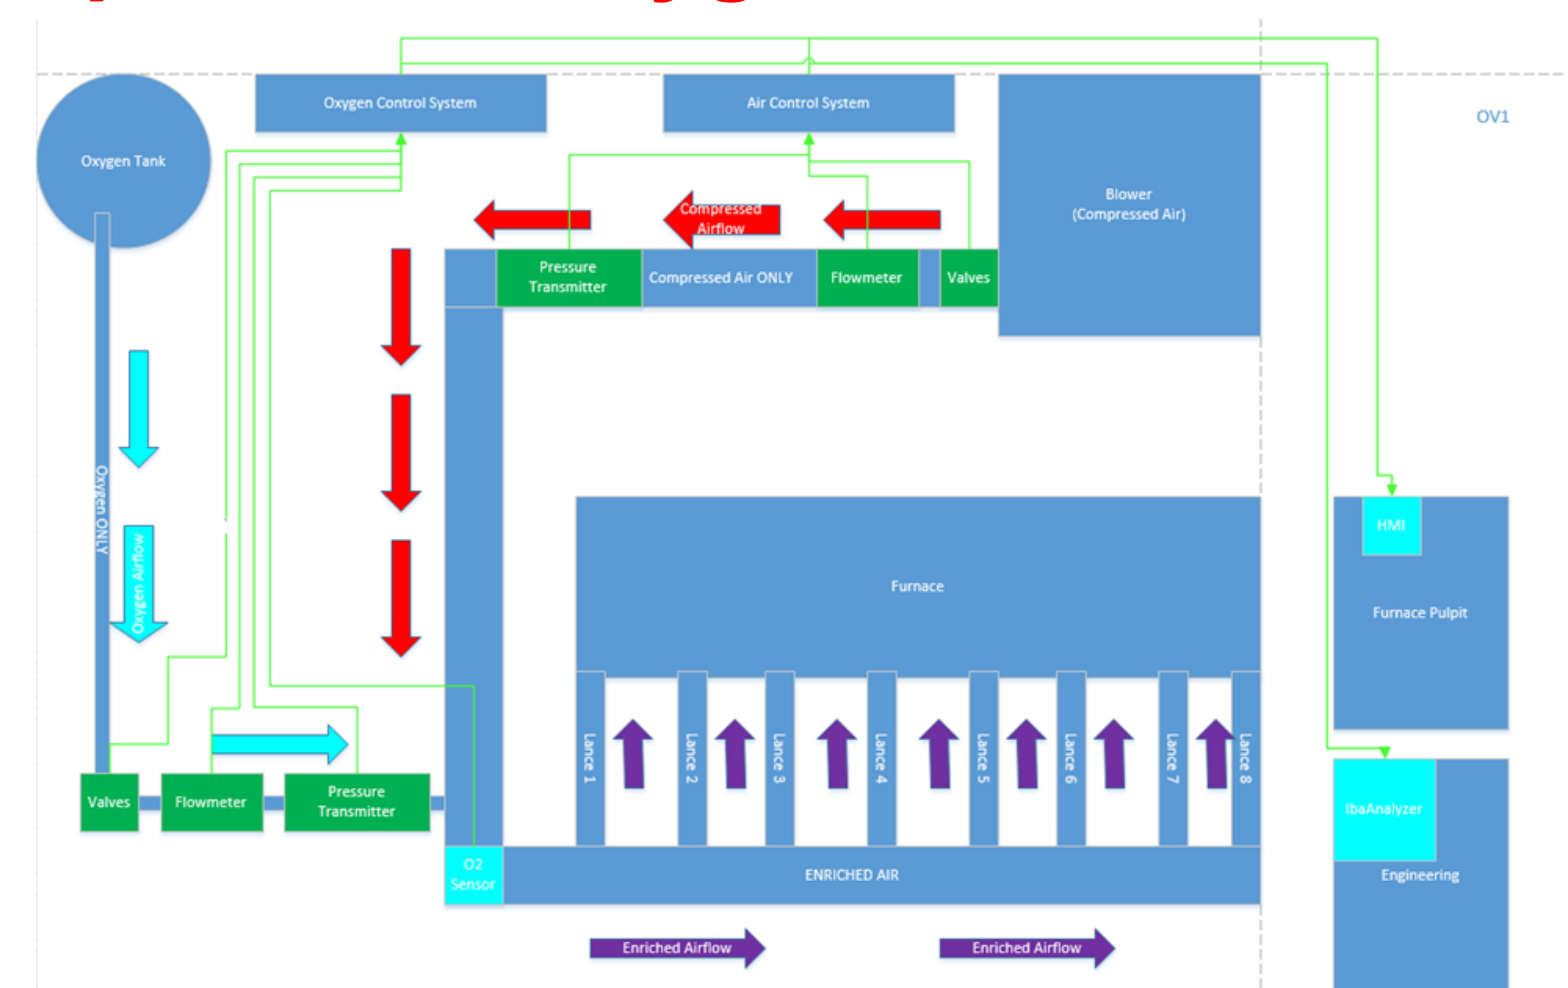 Oxygen Control System
Air Control System
OV1
Oxygen Tank
Blower
(Compressed Air)
Compressed
Airflow
Pressure
Transmitter
Compressed Air ONLY
Flowmeter
Valves
Oxygen ONLY
Oxygen Airflow
HMI
Furnace
Furnace Pulpit
Lance 1
Lance 2
Lance 3
Lance 4
Lance 5
Lance 6
Lance 7
Lance 8
Valves
Flowmeter
Pressure
Transmitter
IbaAnalyzer
O2
Sensor
ENRICHED AIR
Engineering
Enriched Airflow
Enriched Airflow